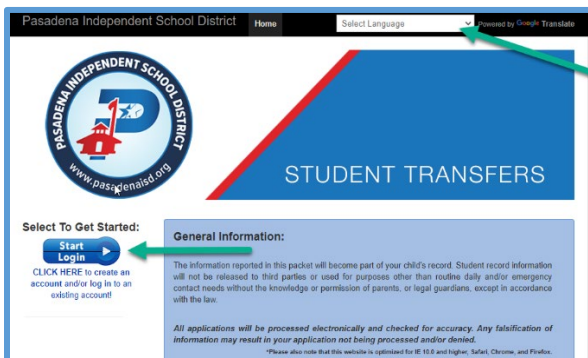 Pasadena Independent School District Home Select Language Powered by Google Translate
PASADENA INDEPENDENT SCHOOL DISTRICT
www.pasadenaisd.org
STUDENT TRANSFERS
Select To Get Started:
Start
Login
CLICK HERE to create an
account and/or log in to an
existing account!
General Information:
The information reported in this packet will become part of your child's record. Student record information
will not be released to third parties or used for purposes other than routine daily and/or emergency
contact needs without the knowledge or permission of parents, or legal guardians, except in accordance
with the law.
All applications will be processed electronically and checked for accuracy. Any falsification of
information may result in your application not being processed and/or denied.
*Please also note that this website is optimized for IE 10.0 and higher, Safari, Chrome, and Firefox.